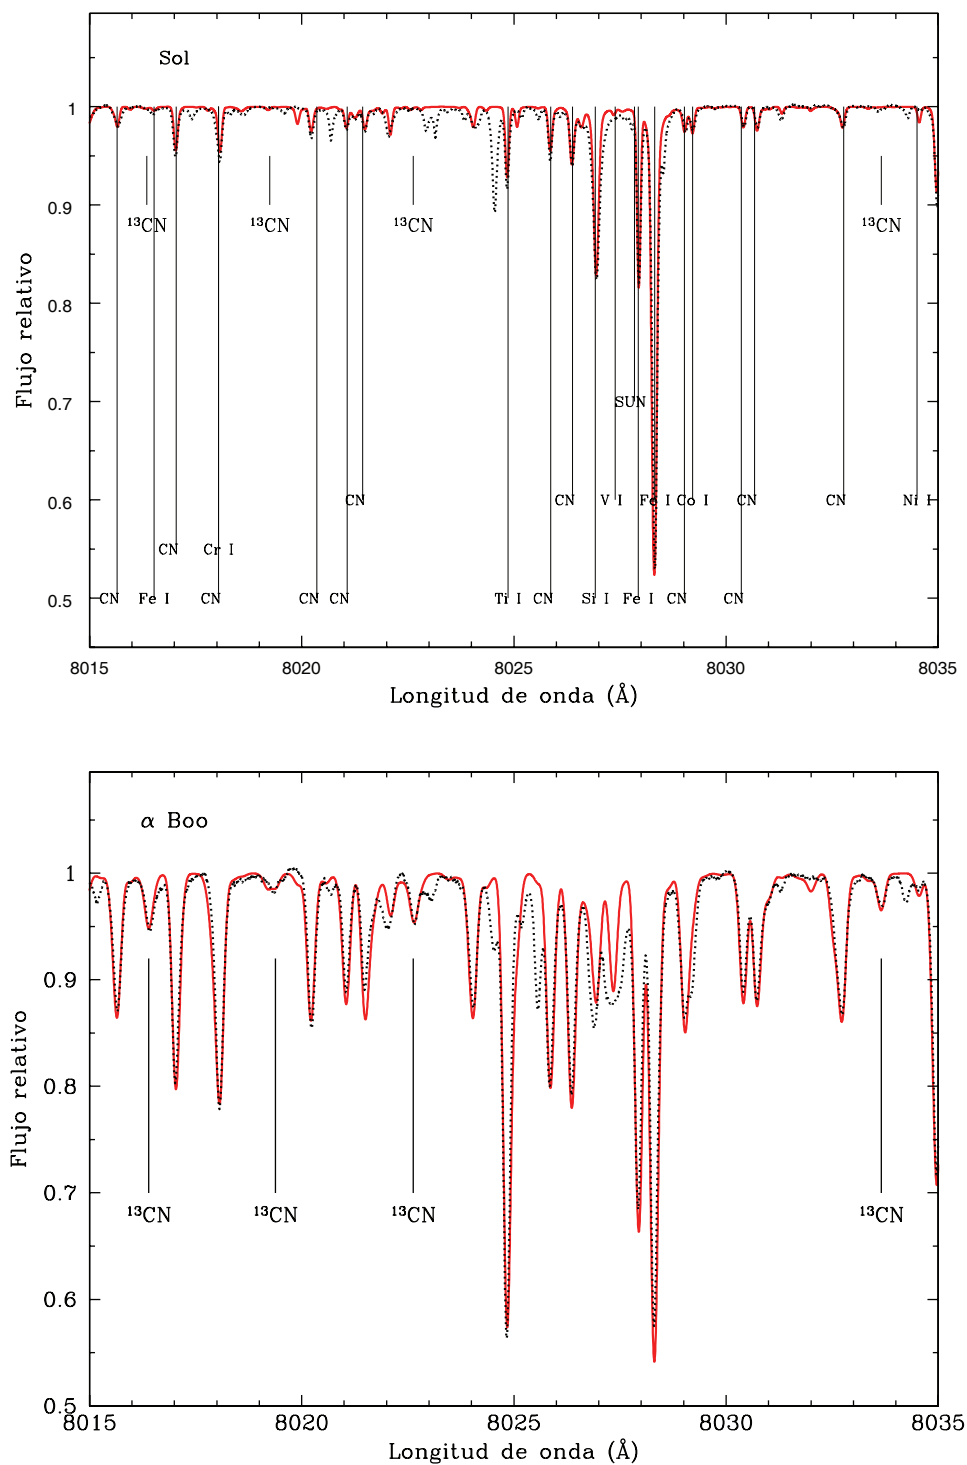 Sol
1
0.9
0.8
0.7
0.6
0.5
Flujo relativo
¹³CN ¹³CN ¹³CN ¹³CN
SUN
CN CN V I Fe I Co I CN CN Ni I
CN Cr I
CN Fe I CN CN CN Ti I CN Si I Fe I CN CN
8015 8020 8025 8030 8035
Longitud de onda (Å)
α Boo
1
0.9
0.8
0.7
0.6
0.5
Flujo relativo
¹³CN ¹³CN ¹³CN ¹³CN
8015 8020 8025 8030 8035
Longitud de onda (Å)